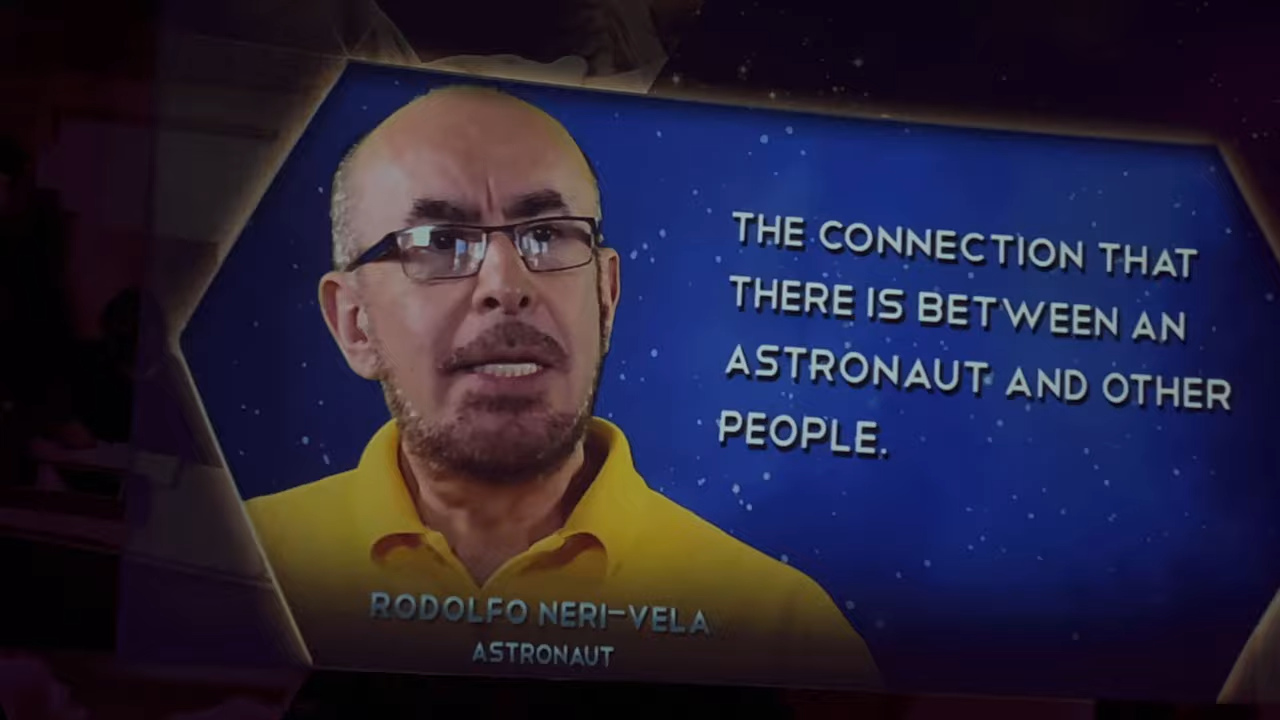 THE CONNECTION THAT
THERE IS BETWEEN AN
ASTRONAUT AND OTHER
PEOPLE.
RODOLFO NERI-VELA
ASTRONAUT